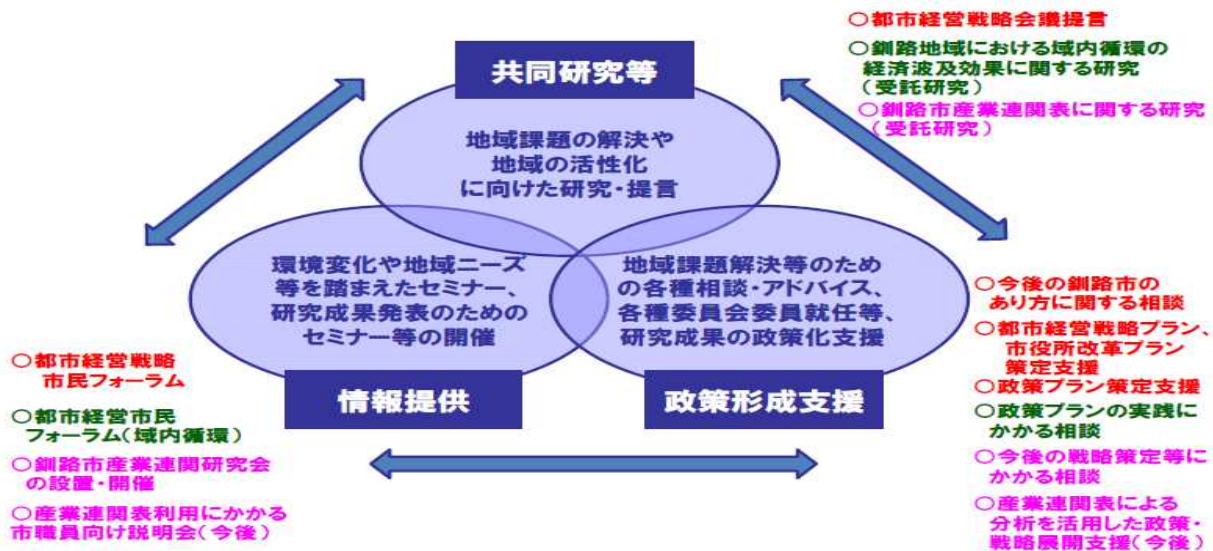 ○都市経営戦略会議提言
○釧路地域における域内循環の
経済波及効果に関する研究
（受託研究）
○釧路市産業連関表に関する研究
（受託研究）
共同研究等
地域課題の解決や
地域の活性化
に向けた研究・提言
環境変化や地域ニーズ
等を踏まえたセミナー、
研究成果発表のための
セミナー等の開催
地域課題解決等のため
の各種相談・アドバイス、
各種委員会委員就任等、
研究成果の政策化支援
情報提供
政策形成支援
○都市経営戦略
市民フォーラム
○都市経営市民
フォーラム（域内循環）
○釧路市産業連関研究会
の設置・開催
○産業連関表利用にかかる
市職員向け説明会（今後）
○今後の釧路市の
あり方に関する相談
○都市経営戦略プラン、
市役所改革プラン
策定支援
○政策プラン策定支援
○政策プランの実践に
かかる相談
○今後の戦略策定等に
かかる相談
○産業連関表による
分析を活用した政策・
戦略展開支援（今後）